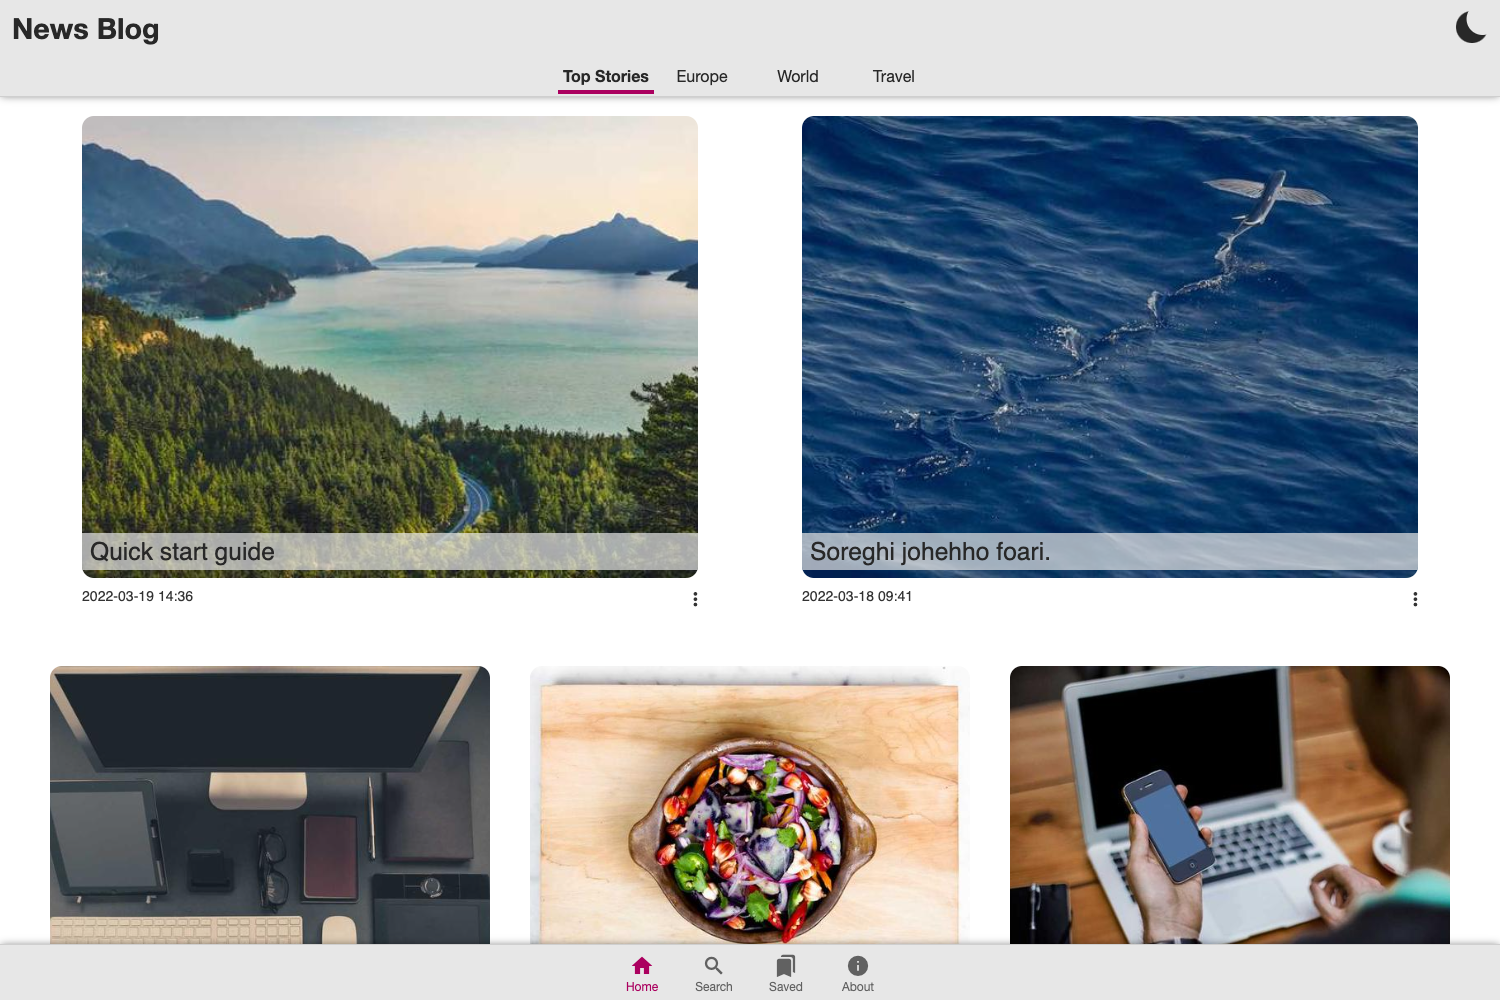 News Blog
Top Stories Europe World Travel
Quick start guide
Soreghi johehho foari.
2022-03-19 14:36
2022-03-18 09:41
Home Search Saved About